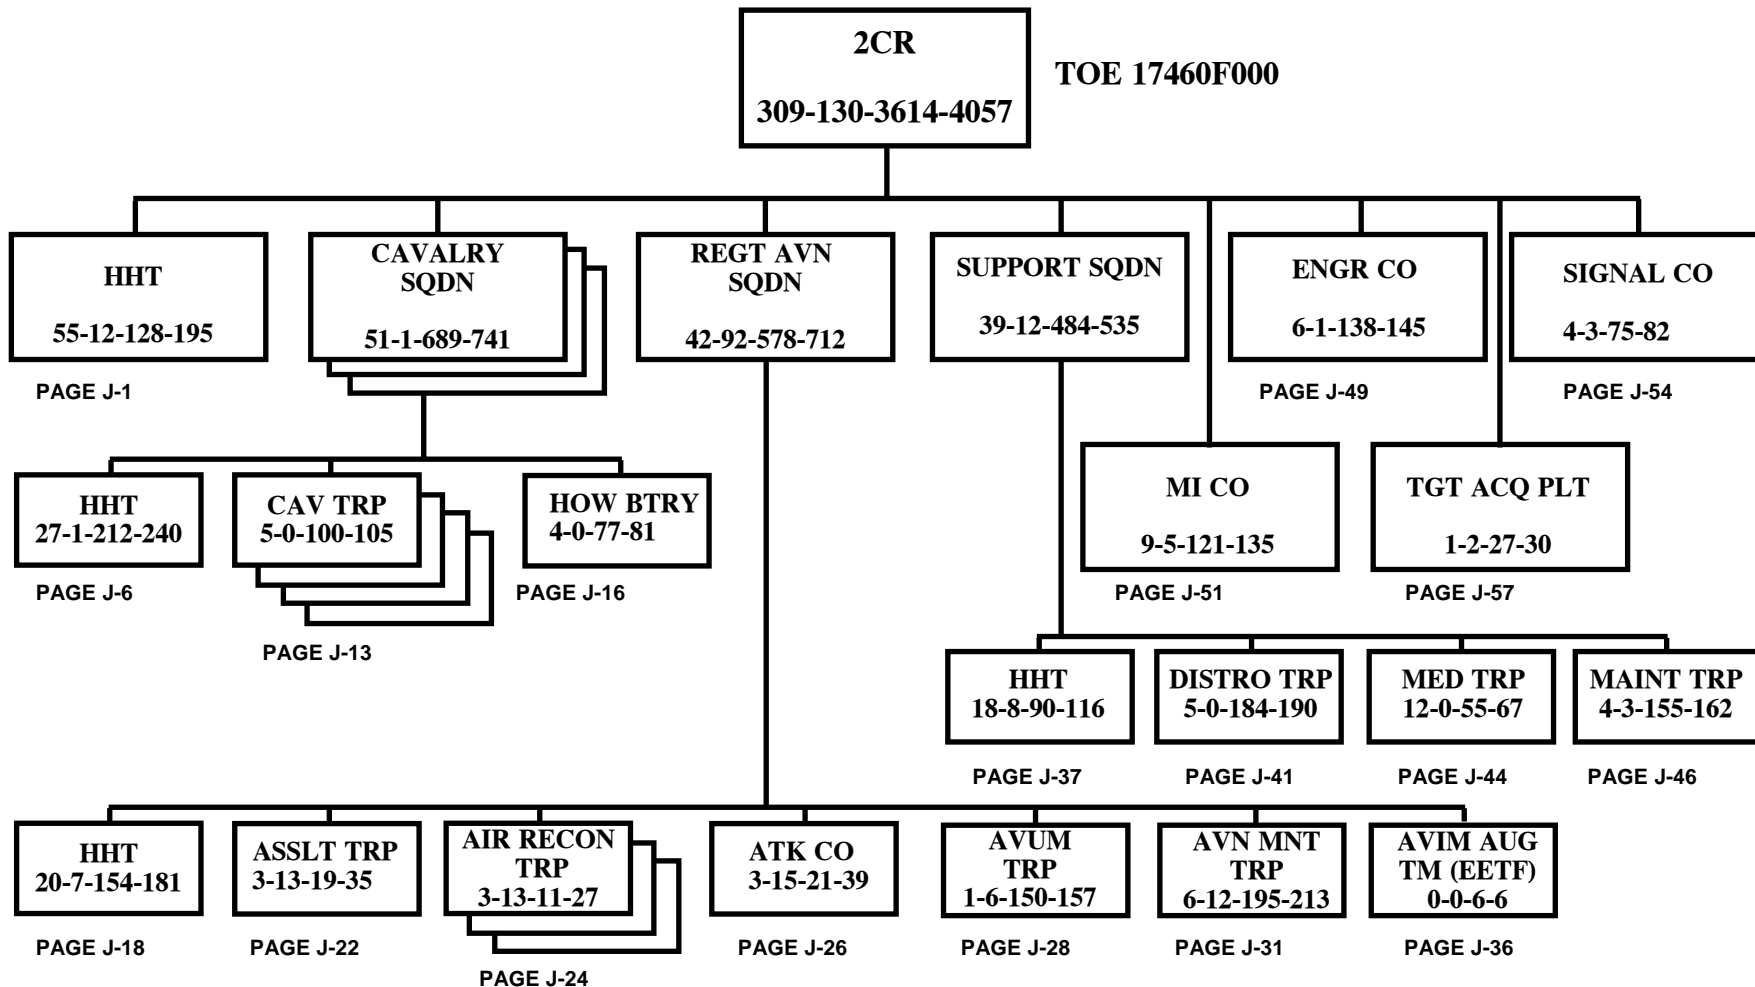 2CR
309-130-3614-4057
TOE 17460F000
HHT
55-12-128-195
PAGE J-1
CAVALRY
SQDN
51-1-689-741
REGT AVN
SQDN
42-92-578-712
SUPPORT SQDN
39-12-484-535
ENGR CO
6-1-138-145
PAGE J-49
SIGNAL CO
4-3-75-82
PAGE J-54
HHT
27-1-212-240
PAGE J-6
CAV TRP
5-0-100-105
PAGE J-13
HOW BTRY
4-0-77-81
PAGE J-16
MI CO
9-5-121-135
PAGE J-51
TGT ACQ PLT
1-2-27-30
PAGE J-57
HHT
18-8-90-116
PAGE J-37
DISTRO TRP
5-0-184-190
PAGE J-41
MED TRP
12-0-55-67
PAGE J-44
MAINT TRP
4-3-155-162
PAGE J-46
HHT
20-7-154-181
PAGE J-18
ASSLT TRP
3-13-19-35
PAGE J-22
AIR RECON
TRP
3-13-11-27
PAGE J-24
ATK CO
3-15-21-39
PAGE J-26
AVUM
TRP
1-6-150-157
PAGE J-28
AVN MNT
TRP
6-12-195-213
PAGE J-31
AVIM AUG
TM (EETF)
0-0-6-6
PAGE J-36